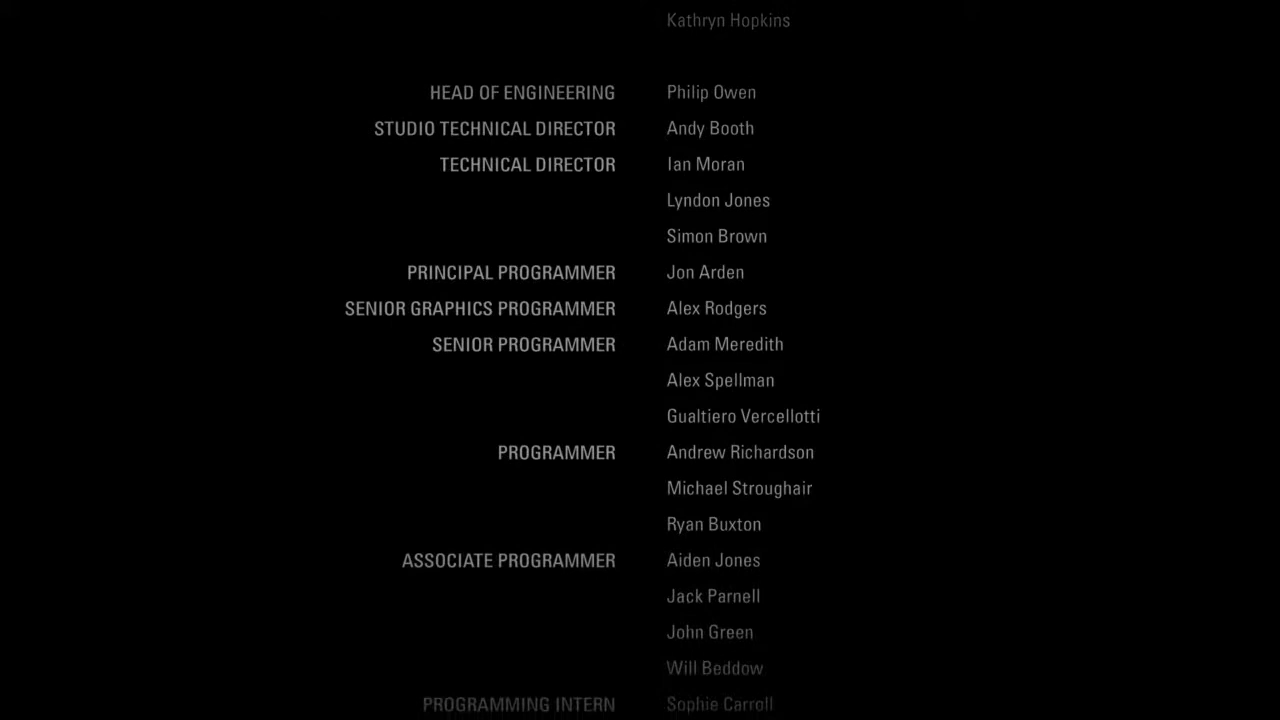 Kathryn Hopkins
HEAD OF ENGINEERING Philip Owen
STUDIO TECHNICAL DIRECTOR Andy Booth
TECHNICAL DIRECTOR Ian Moran
Lyndon Jones
Simon Brown
PRINCIPAL PROGRAMMER Jon Arden
SENIOR GRAPHICS PROGRAMMER Alex Rodgers
SENIOR PROGRAMMER Adam Meredith
Alex Spellman
Gualtiero Vercellotti
PROGRAMMER Andrew Richardson
Michael Stroughair
Ryan Buxton
ASSOCIATE PROGRAMMER Aiden Jones
Jack Parnell
John Green
Will Beddow
PROGRAMMING INTERN Sophie Carroll